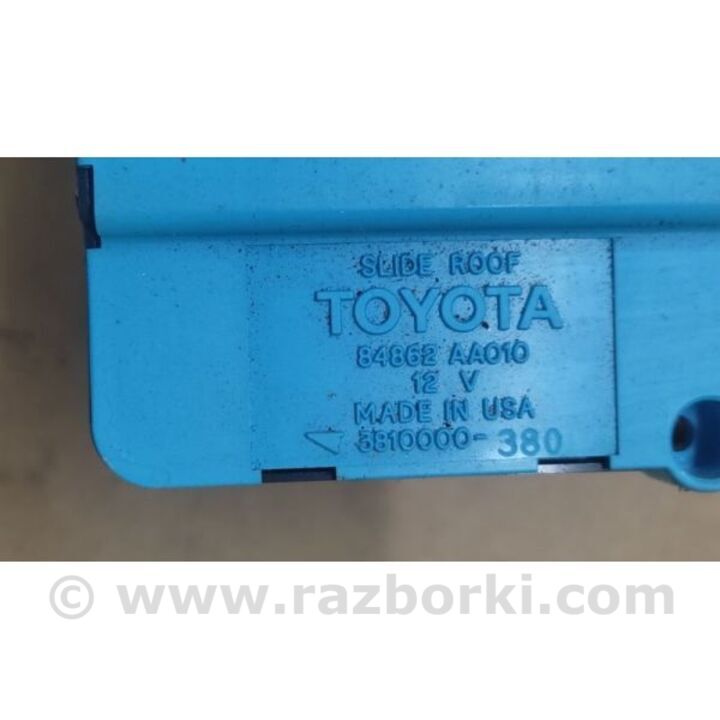 SLIDE ROOF
TOYOTA
84862 AA010
12 V
MADE IN USA
3810000-380
© www.razborki.com